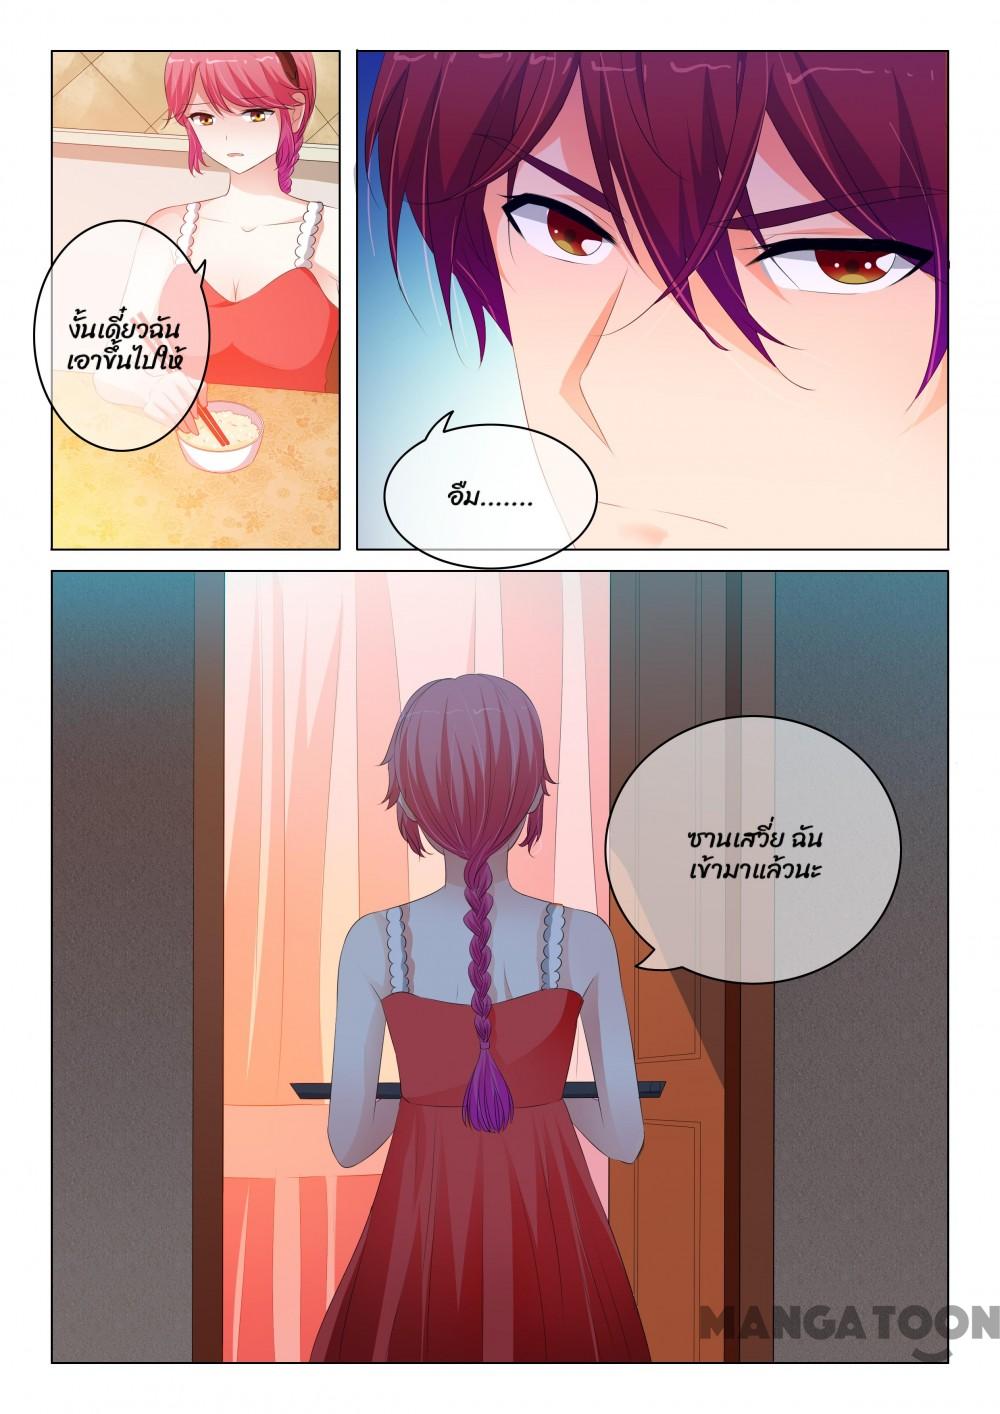 งั้นเดี๋ยวฉัน
เอาขึ้นไปให้
อืม.......
ซานเสวี่ย ฉัน
เข้ามาแล้วนะ
MANGATOON